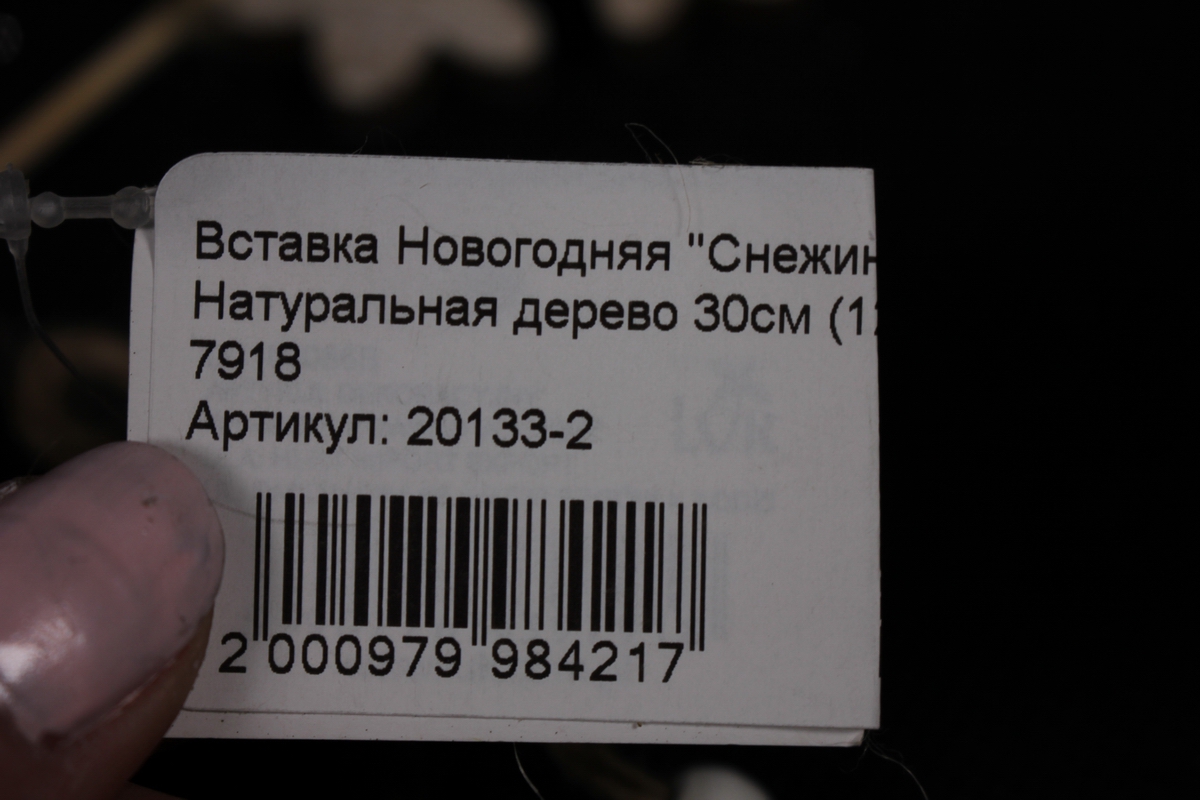 Вставка Новогодняя "Снежин
Натуральная дерево 30см (1
7918
Артикул: 20133-2
2 000979 984217